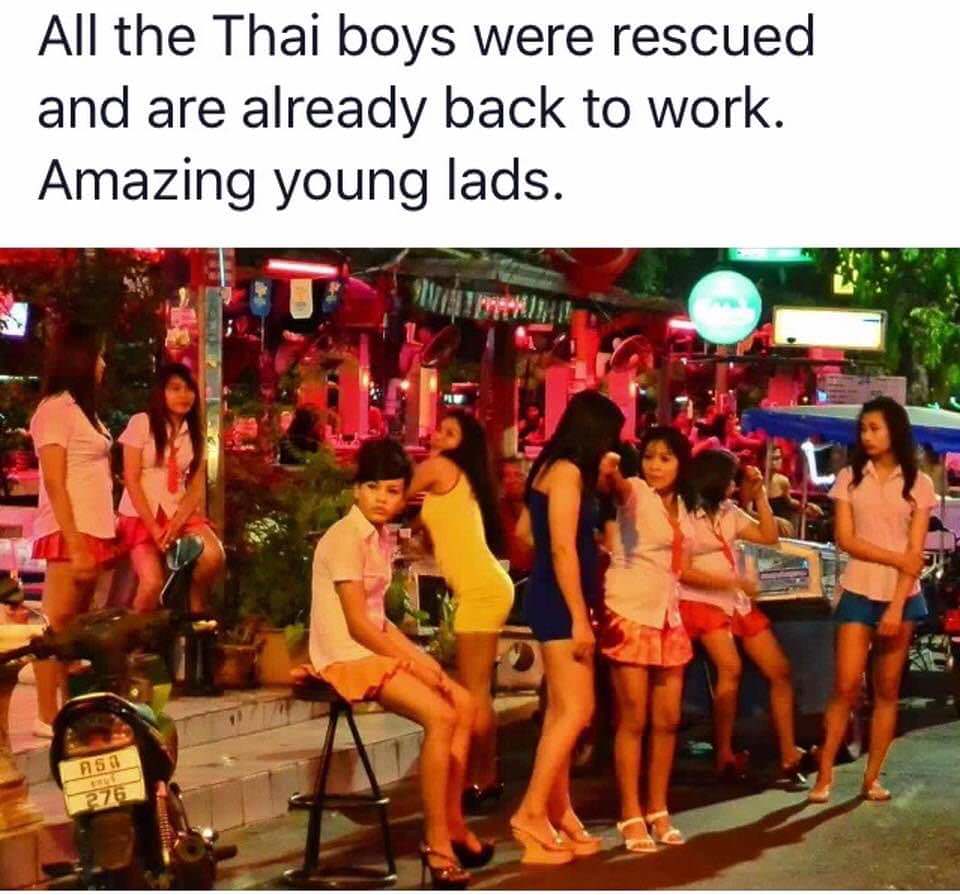 All the Thai boys were rescued
and are already back to work.
Amazing young lads.
276